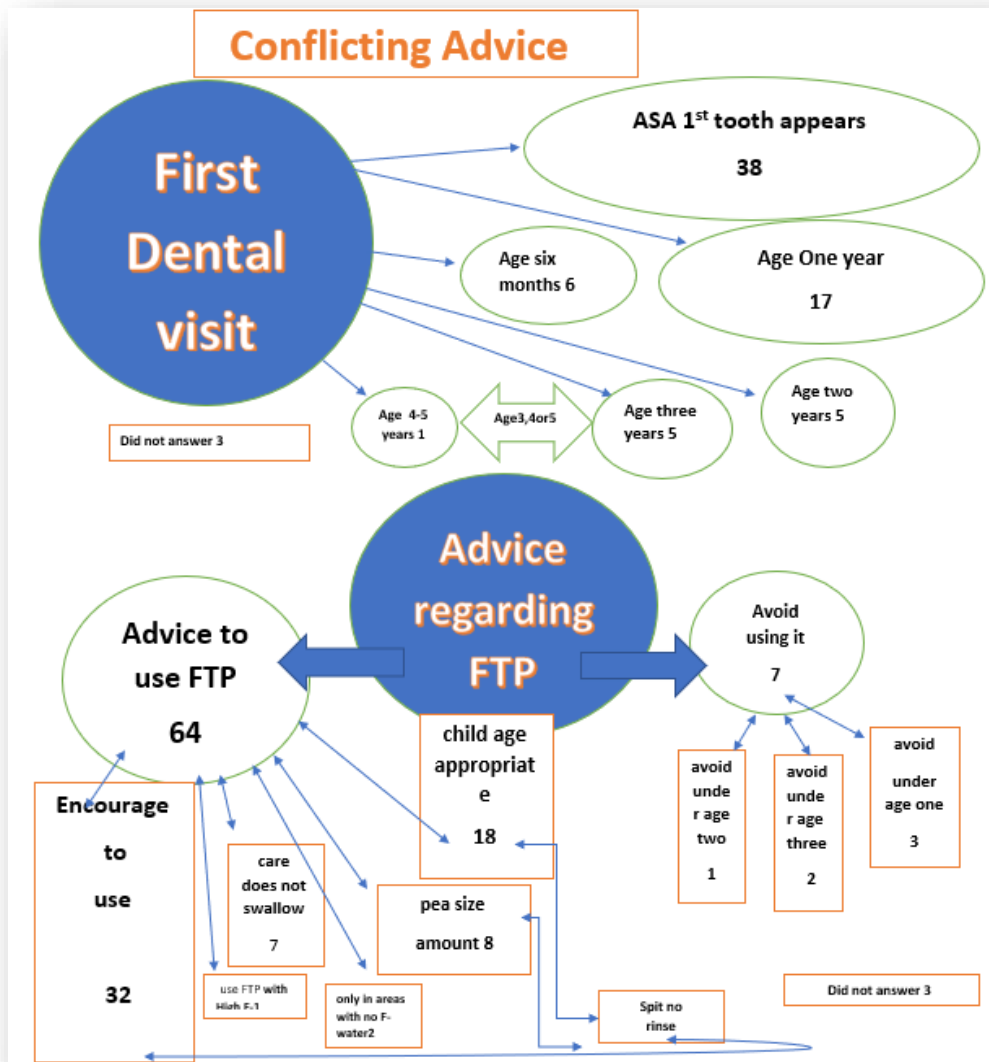 Conflicting Advice
First
Dental
visit
ASA 1st tooth appears
38
Age six
months 6
Age One year
17
Age 4-5
years 1
Age3,4or5
Age three
years 5
Age two
years 5
Did not answer 3
Advice
regarding
FTP
Advice to
use FTP
64
Avoid
using it
7
child age
appropriat
e
18
avoid
unde
r age
two
1
avoid
unde
r age
three
2
avoid
under
age one
3
Encourage
to
use
32
care
does not
swallow
7
pea size
amount 8
use FTP with
High F-1
only in areas
with no F-
water2
Spit no
rinse
Did not answer 3